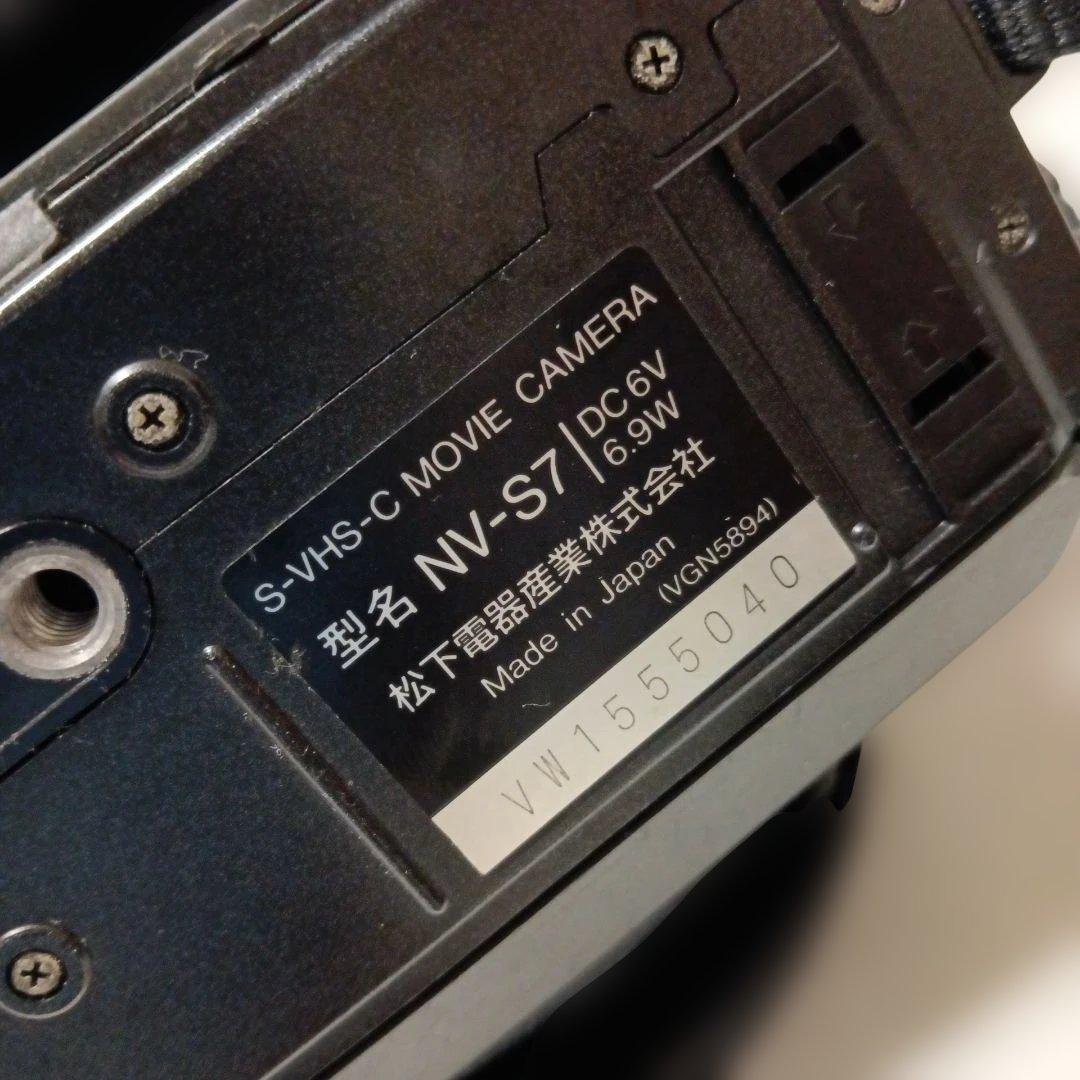 S-VHS-C MOVIE CAMERA
型名 NV-S7
DC 6V
6.9W
松下電器産業株式会社
Made in Japan
(VGN5894)
VW1555040